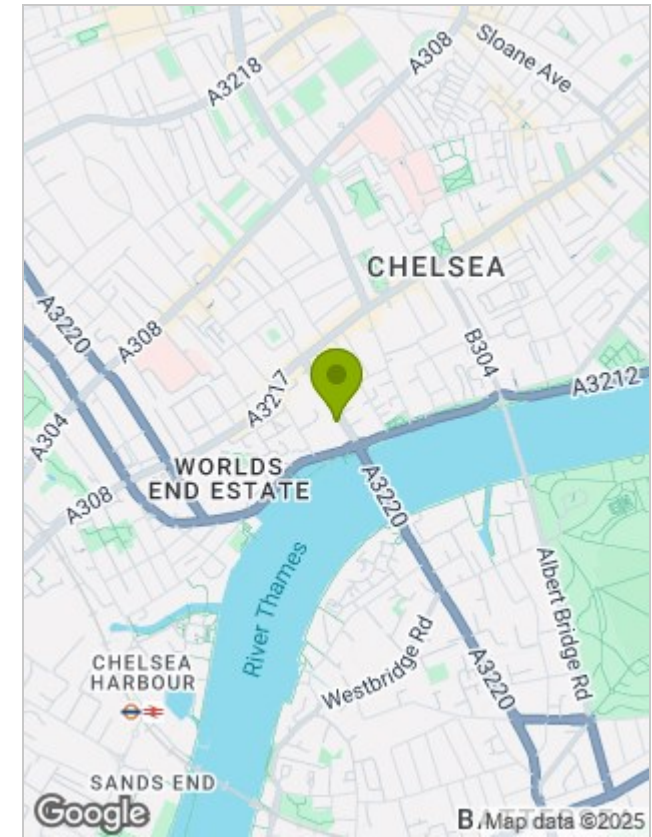 Sloane Ave
A308
A3218
CHELSEA
A3220
A308
B304
A3217
A3212
A304
WORLDS
END ESTATE
A308
A3220
River Thames
Albert Bridge Rd
CHELSEA
HARBOUR
Westbridge Rd
A3220
SANDS END
Google
Map data ©2025